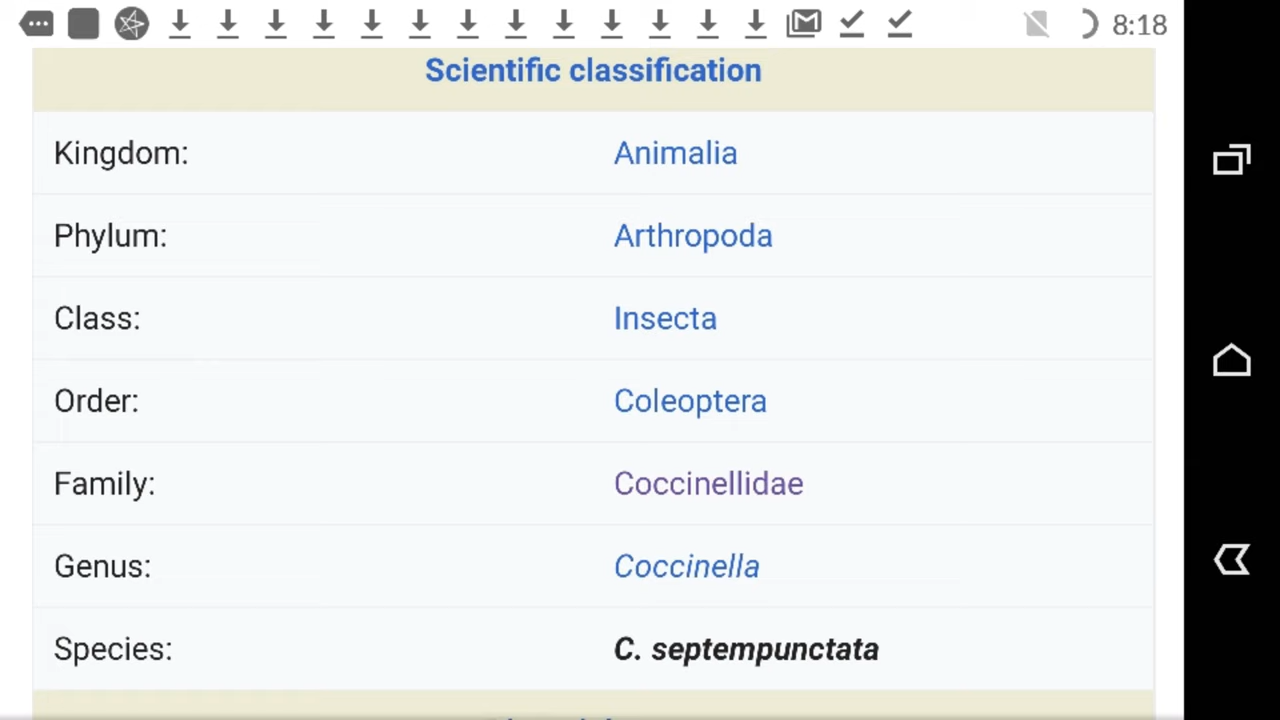 8:18
Scientific classification
Kingdom: Animalia
Phylum: Arthropoda
Class: Insecta
Order: Coleoptera
Family: Coccinellidae
Genus: Coccinella
Species: C. septempunctata